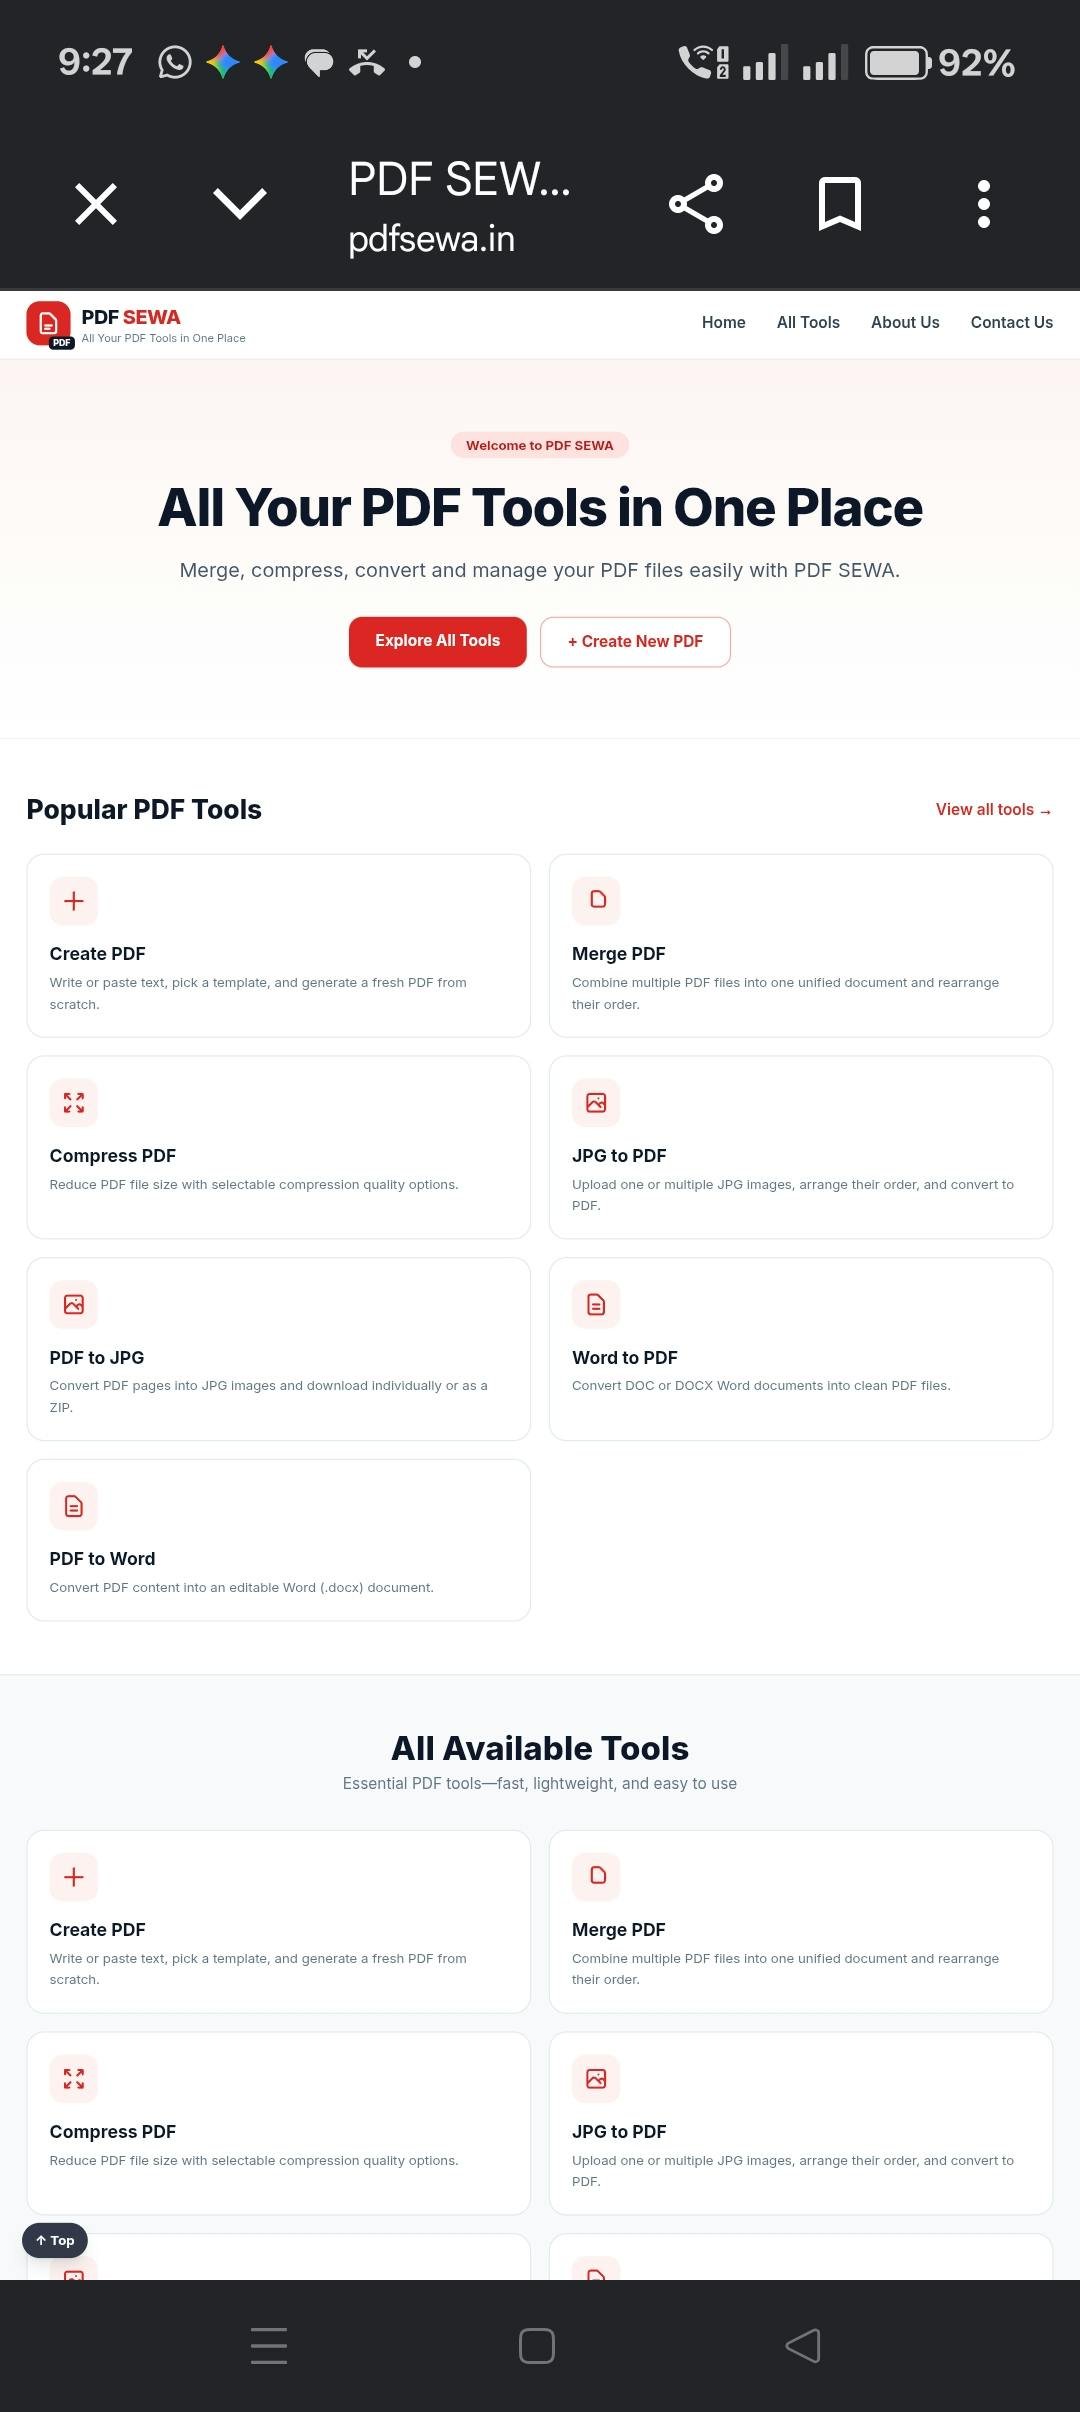 9:27
92%
PDF SEW...
pdfsewa.in
PDF SEWA
All Your PDF Tools in One Place
PDF
Home All Tools About Us Contact Us
Welcome to PDF SEWA
All Your PDF Tools in One Place
Merge, compress, convert and manage your PDF files easily with PDF SEWA.
Explore All Tools
+ Create New PDF
Popular PDF Tools
View all tools →
Create PDF
Write or paste text, pick a template, and generate a fresh PDF from
scratch.
Merge PDF
Combine multiple PDF files into one unified document and rearrange
their order.
Compress PDF
Reduce PDF file size with selectable compression quality options.
JPG to PDF
Upload one or multiple JPG images, arrange their order, and convert to
PDF.
PDF to JPG
Convert PDF pages into JPG images and download individually or as a
ZIP.
Word to PDF
Convert DOC or DOCX Word documents into clean PDF files.
PDF to Word
Convert PDF content into an editable Word (.docx) document.
All Available Tools
Essential PDF tools—fast, lightweight, and easy to use
Create PDF
Write or paste text, pick a template, and generate a fresh PDF from
scratch.
Merge PDF
Combine multiple PDF files into one unified document and rearrange
their order.
Compress PDF
Reduce PDF file size with selectable compression quality options.
JPG to PDF
Upload one or multiple JPG images, arrange their order, and convert to
PDF.
↑ Top